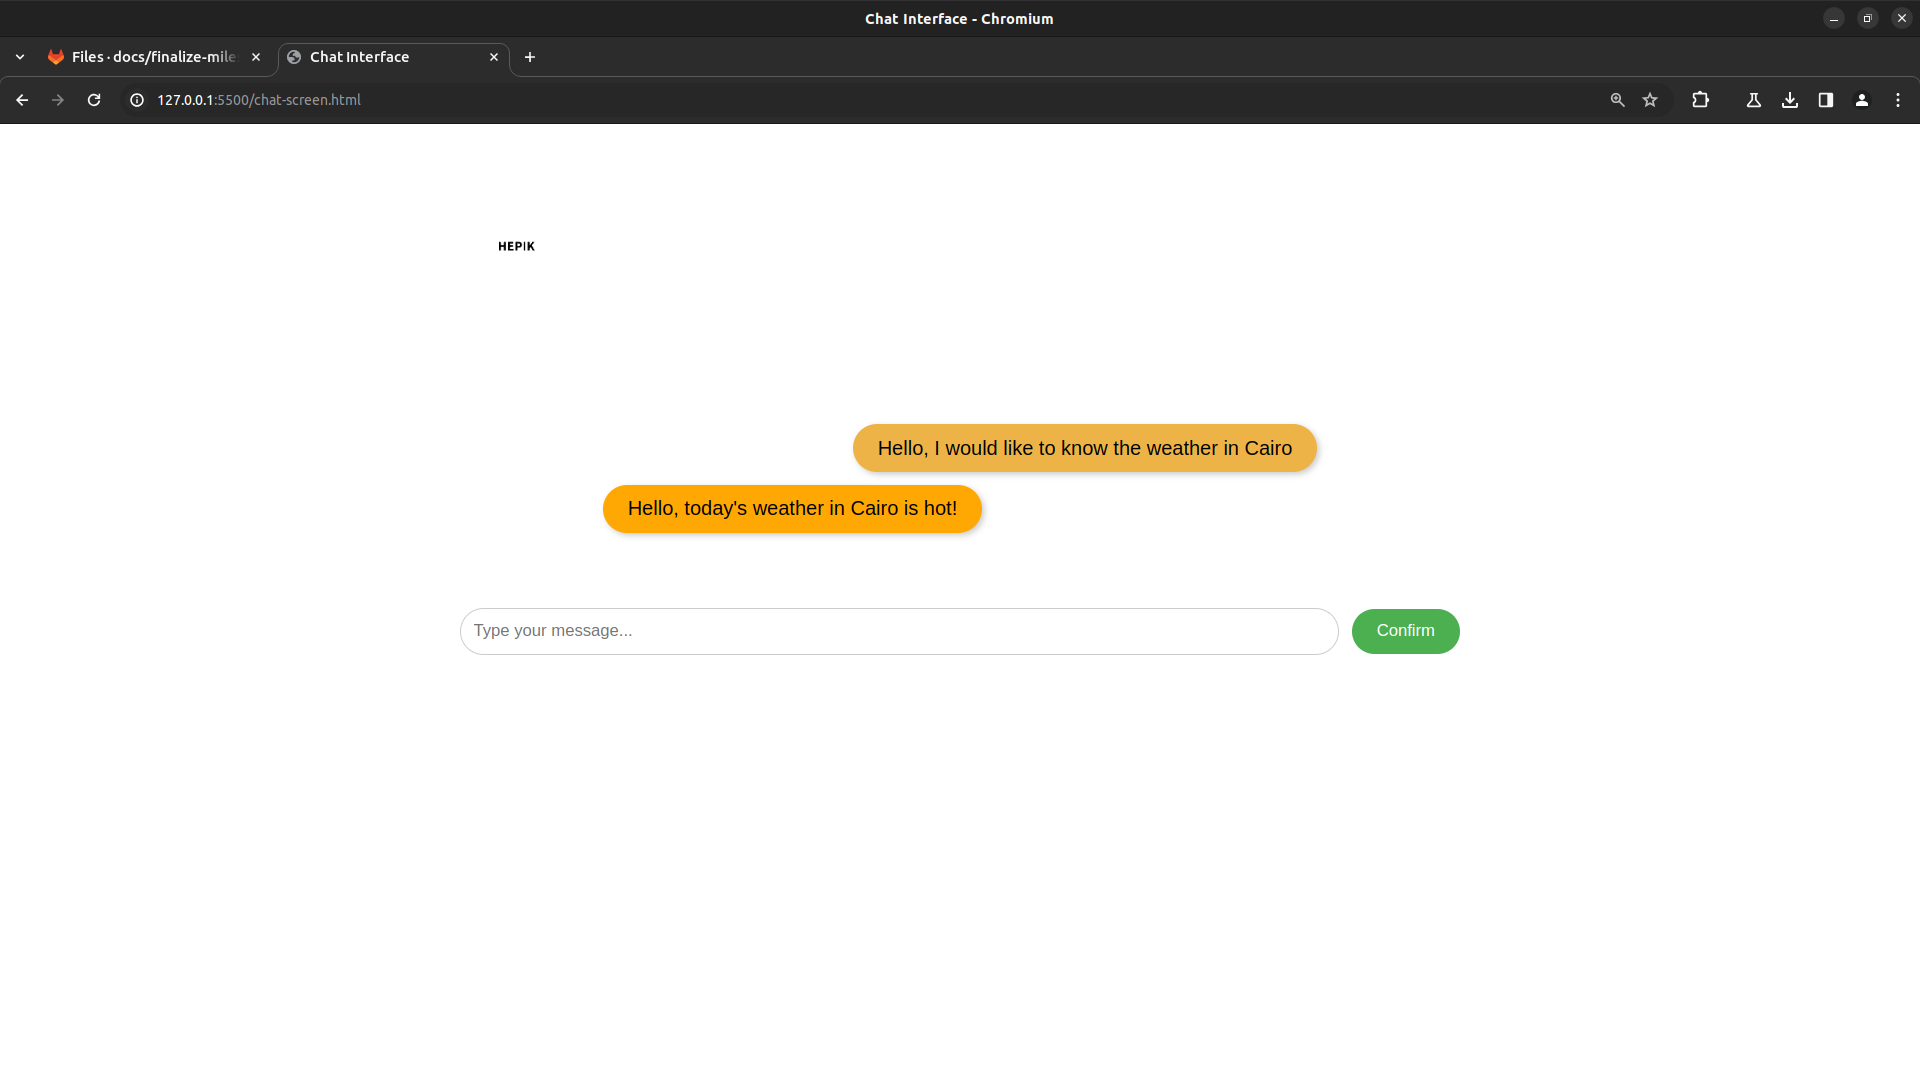 Chat Interface - Chromium
Files · docs/finalize-mile
Chat Interface
127.0.0.1:5500/chat-screen.html
HEPIK
Hello, I would like to know the weather in Cairo
Hello, today's weather in Cairo is hot!
Type your message...
Confirm